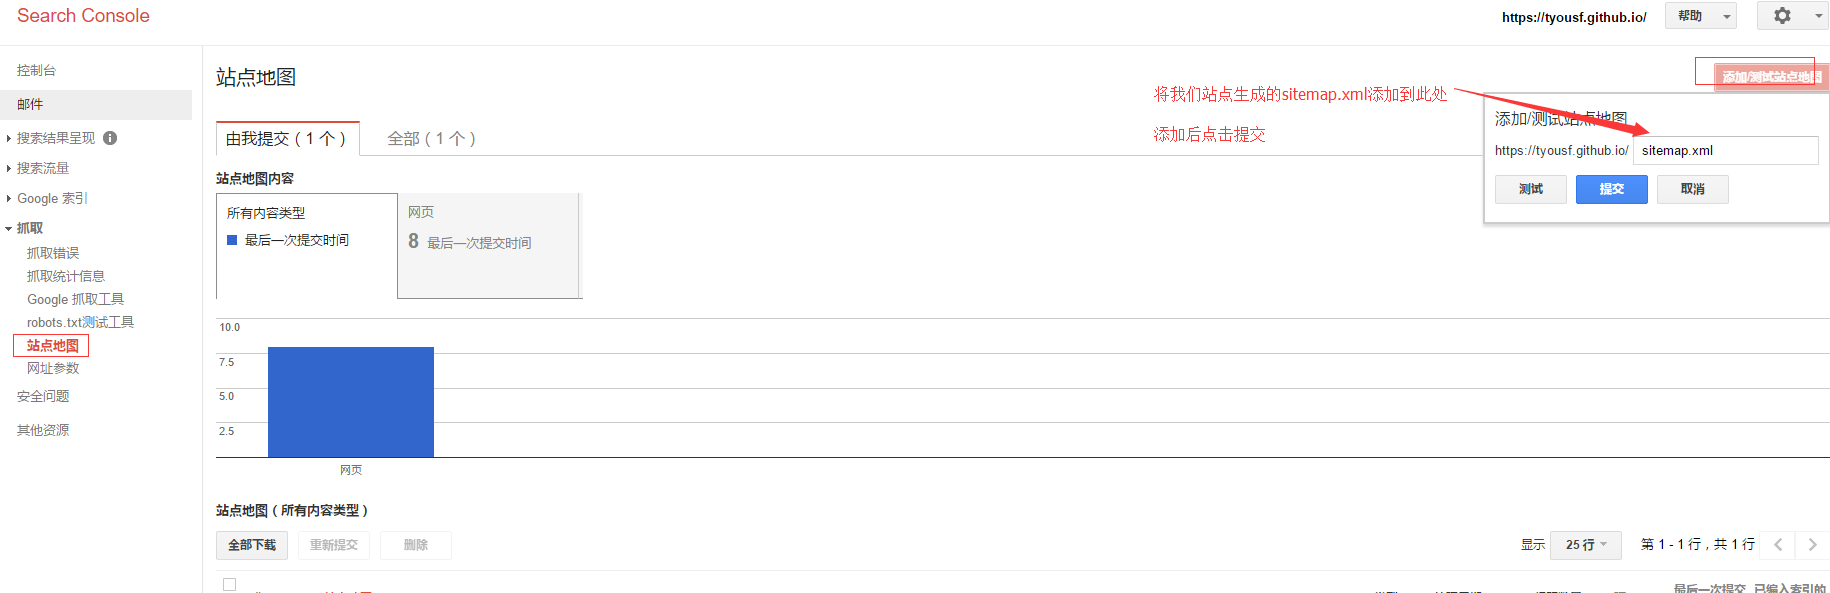 Search Console
https://tyousf.github.io/
帮助
控制台
邮件
搜索结果呈现
搜索流量
Google 索引
抓取
抓取错误
抓取统计信息
Google 抓取工具
robots.txt测试工具
站点地图
网址参数
安全问题
其他资源
站点地图
添加/测试站点地图
将我们站点生成的sitemap.xml添加到此处
添加后点击提交
添加/测试站点地图
https://tyousf.github.io/ sitemap.xml
测试 提交 取消
由我提交 ( 1 个 ) 全部 ( 1 个 )
站点地图内容
所有内容类型
最后一次提交时间
网页
8 最后一次提交时间
10.0
7.5
5.0
2.5
网页
站点地图 ( 所有内容类型 )
全部下载 重新提交 删除
显示 25 行 第 1 - 1 行 , 共 1 行
最后一次提交 已编入索引的